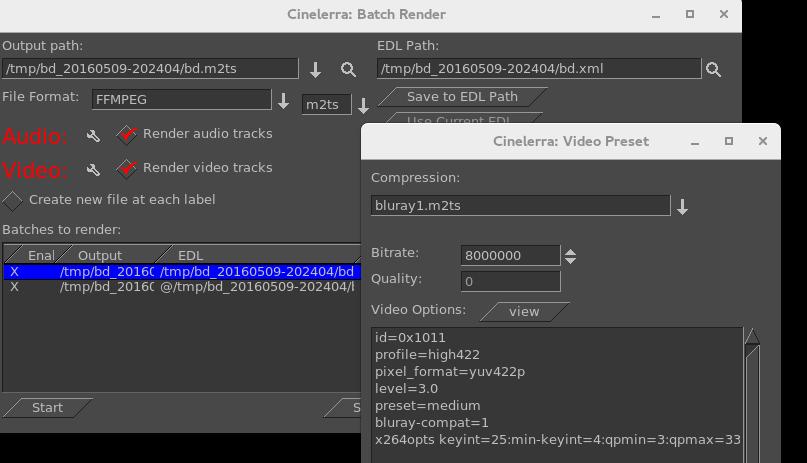 Cinelerra: Batch Render
Output path:
EDL Path:
/tmp/bd_20160509-202404/bd.m2ts
/tmp/bd_20160509-202404/bd.xml
File Format:
FFMPEG
m2ts
Save to EDL Path
Use Current EDL
Audio:
Render audio tracks
Video:
Render video tracks
Create new file at each label
Batches to render:
Enal Output EDL
X /tmp/bd_2016( /tmp/bd_20160509-202404/bd
X /tmp/bd_2016( @/tmp/bd_20160509-202404/b
Start
S
Cinelerra: Video Preset
Compression:
bluray1.m2ts
Bitrate:
8000000
Quality:
0
Video Options:
view
id=0x1011
profile=high422
pixel_format=yuv422p
level=3.0
preset=medium
bluray-compat=1
x264opts keyint=25:min-keyint=4:qpmin=3:qpmax=33